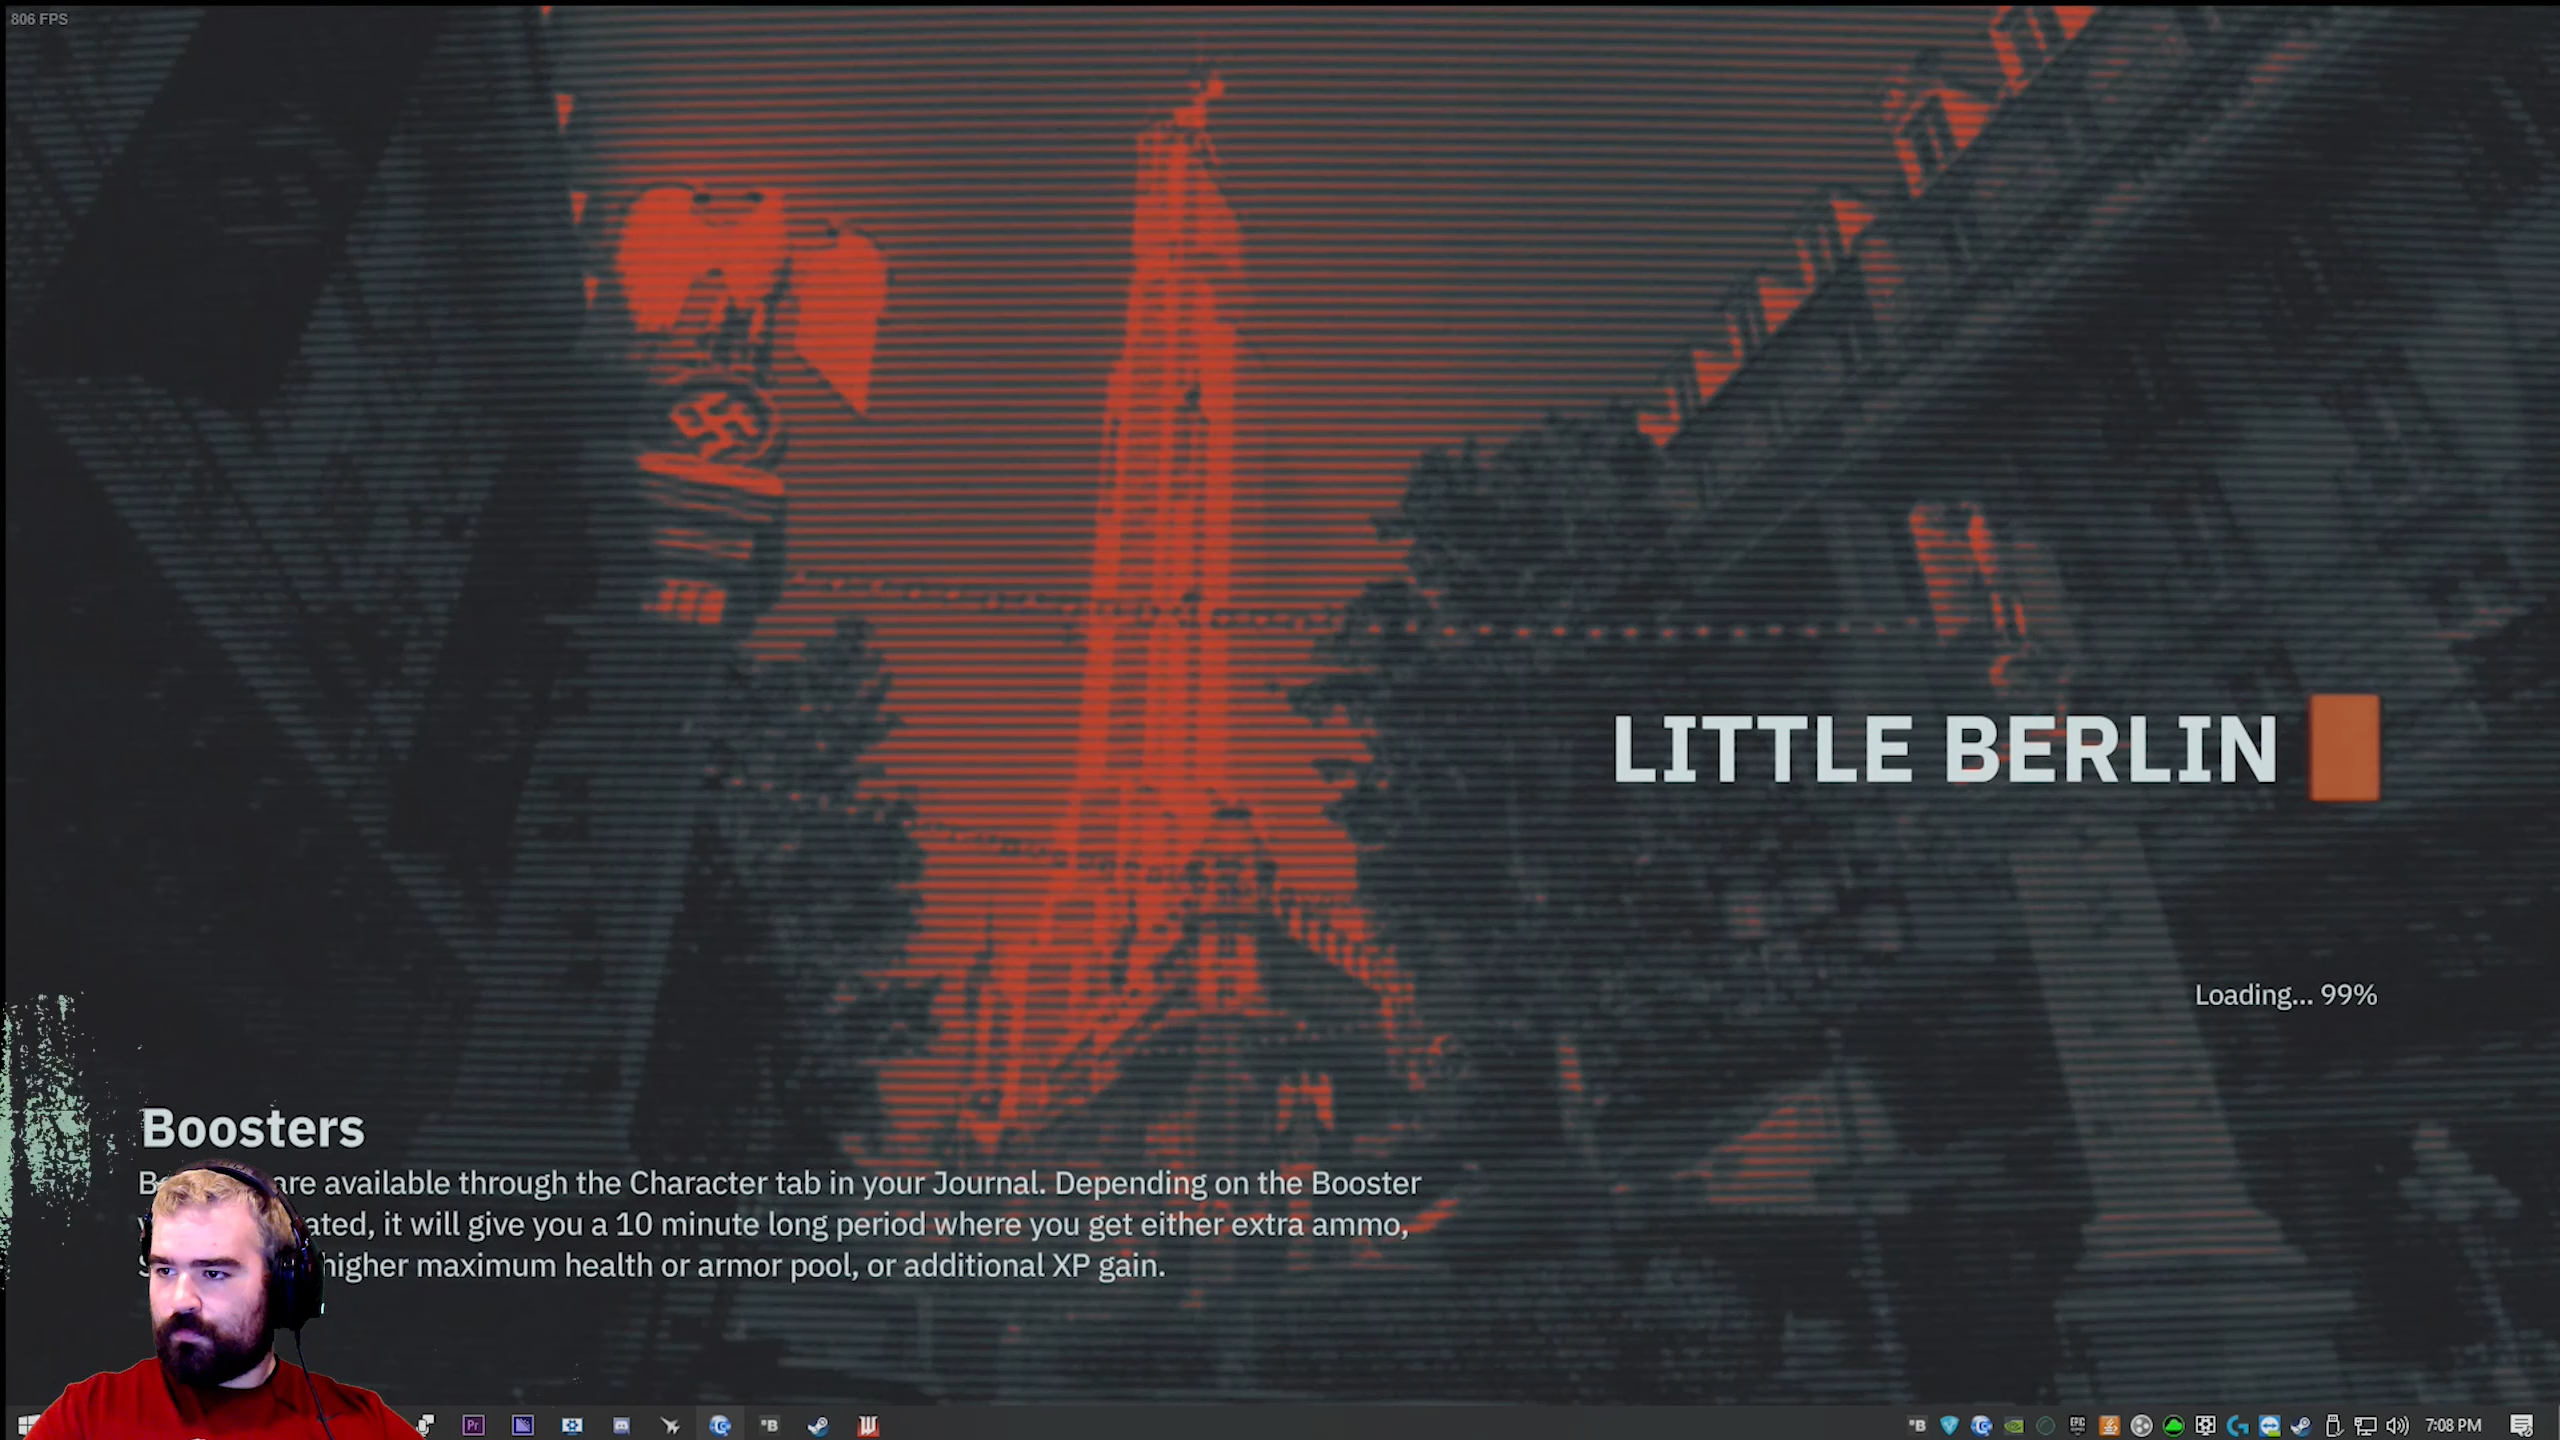 806 FPS
LITTLE BERLIN
Loading... 99%
Boosters
are available through the Character tab in your Journal. Depending on the Booster
it will give you a 10 minute long period where you get either extra ammo,
higher maximum health or armor pool, or additional XP gain.
Pr
B
W
B
EPIC
7:08 PM